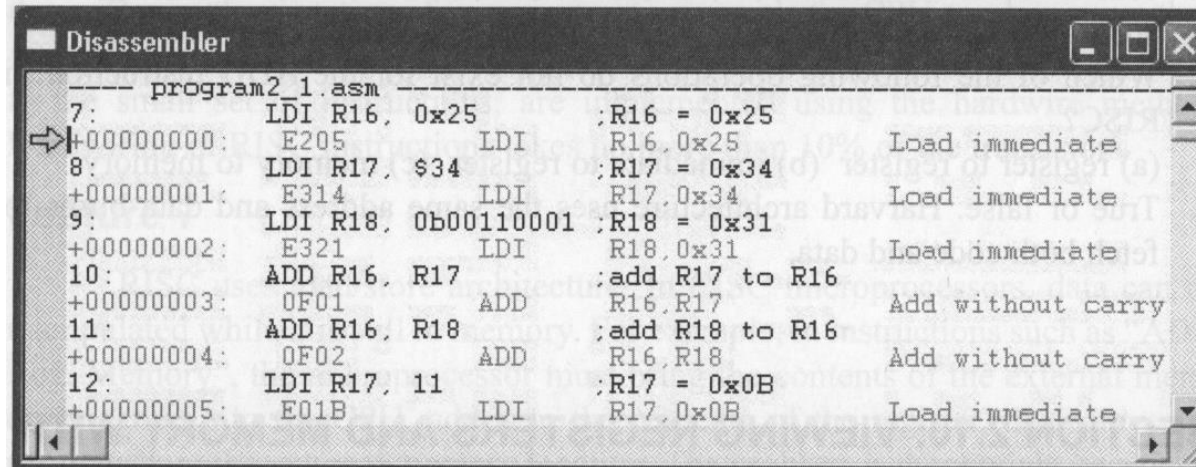 Disassembler
---- program2_1.asm ----
7: LDI R16, 0x25 ;R16 = 0x25
+00000000: E205 LDI R16,0x25 Load immediate
8: LDI R17, $34 ;R17 = 0x34
+00000001: E314 LDI R17,0x34 Load immediate
9: LDI R18, 0b00110001 ;R18 = 0x31
+00000002: E321 LDI R18,0x31 Load immediate
10: ADD R16, R17 ;add R17 to R16
+00000003: 0F01 ADD R16,R17 Add without carry
11: ADD R16, R18 ;add R18 to R16
+00000004: 0F02 ADD R16,R18 Add without carry
12: LDI R17, ;R17 = 0x0B
+00000005: E01B LDI R17,0x0B Load immediate